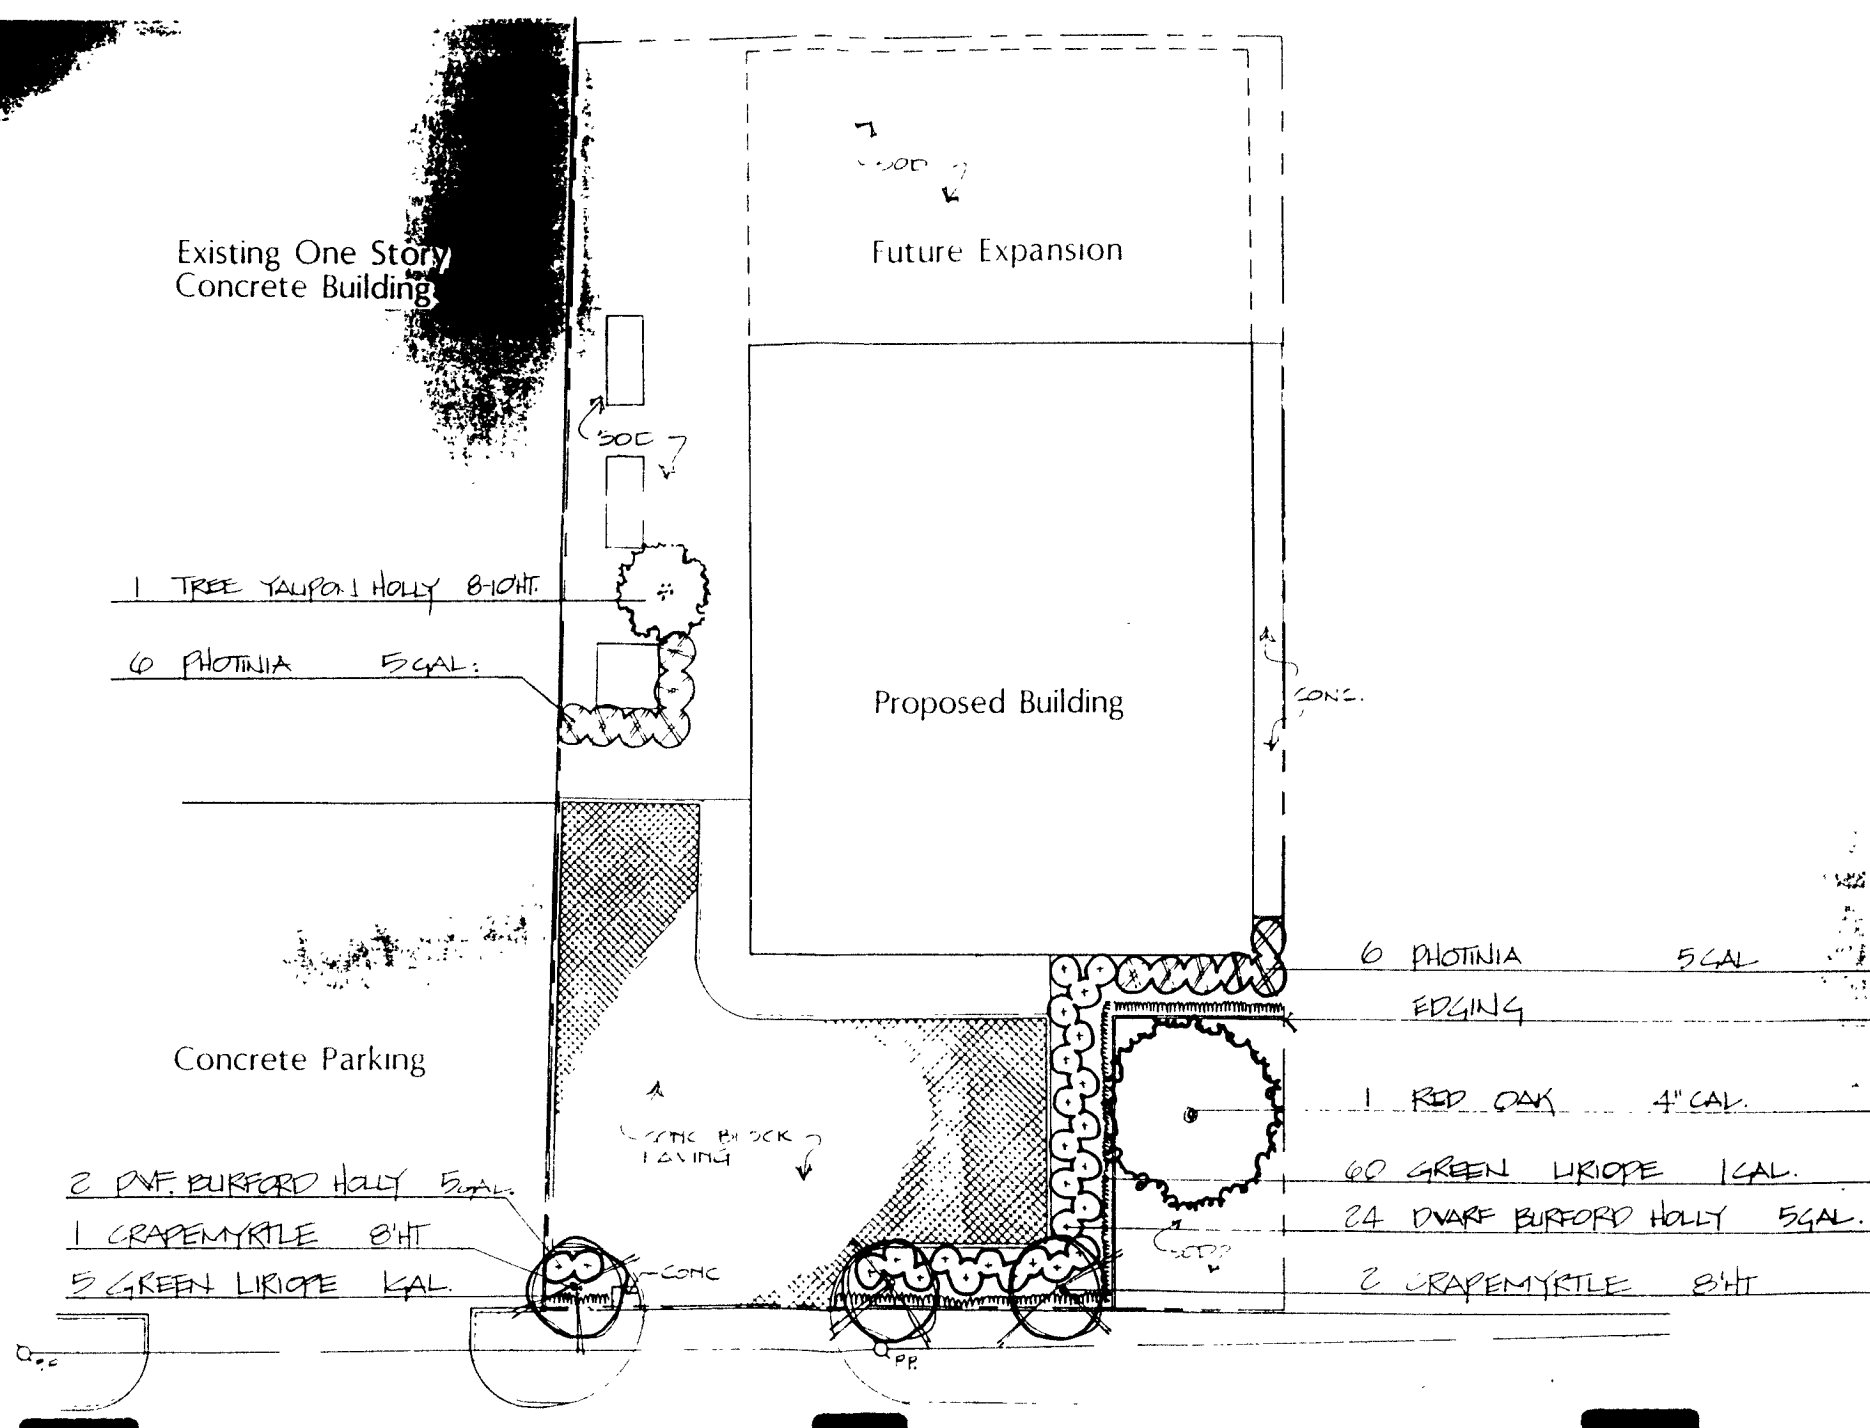 SOD
Existing One Story
Concrete Building
Future Expansion
SOD
1 TREE YAUPON HOLLY 8-10'HT.
6 PHOTINIA 5 GAL.
Proposed Building
CONC.
6 PHOTINIA 5 GAL
EDGING
Concrete Parking
1 RED OAK 4" CAL.
CONC BLOCK
PAVING
60 GREEN LIRIOPE 1 GAL.
2 DWF. BURFORD HOLLY 5 GAL.
24 DWARF BURFORD HOLLY 5 GAL.
1 CRAPEMYRTLE 8'HT
SOD
CONC
5 GREEN LIRIOPE 1 GAL.
2 CRAPEMYRTLE 8'HT
P.P.
PP.